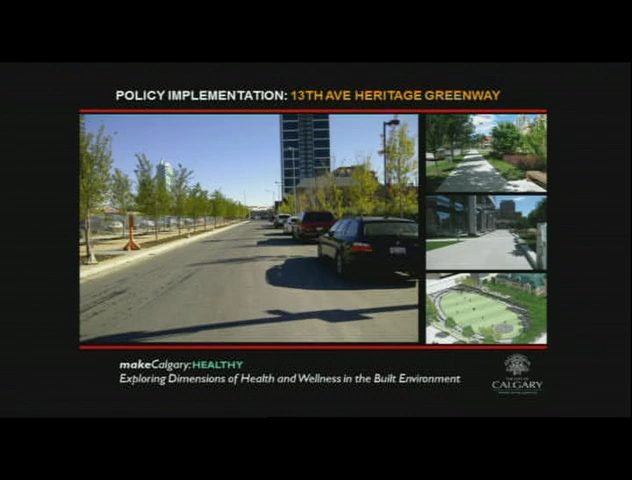 POLICY IMPLEMENTATION: 13TH AVE HERITAGE GREENWAY
makeCalgary:HEALTHY
Exploring Dimensions of Health and Wellness in the Built Environment
CALGARY